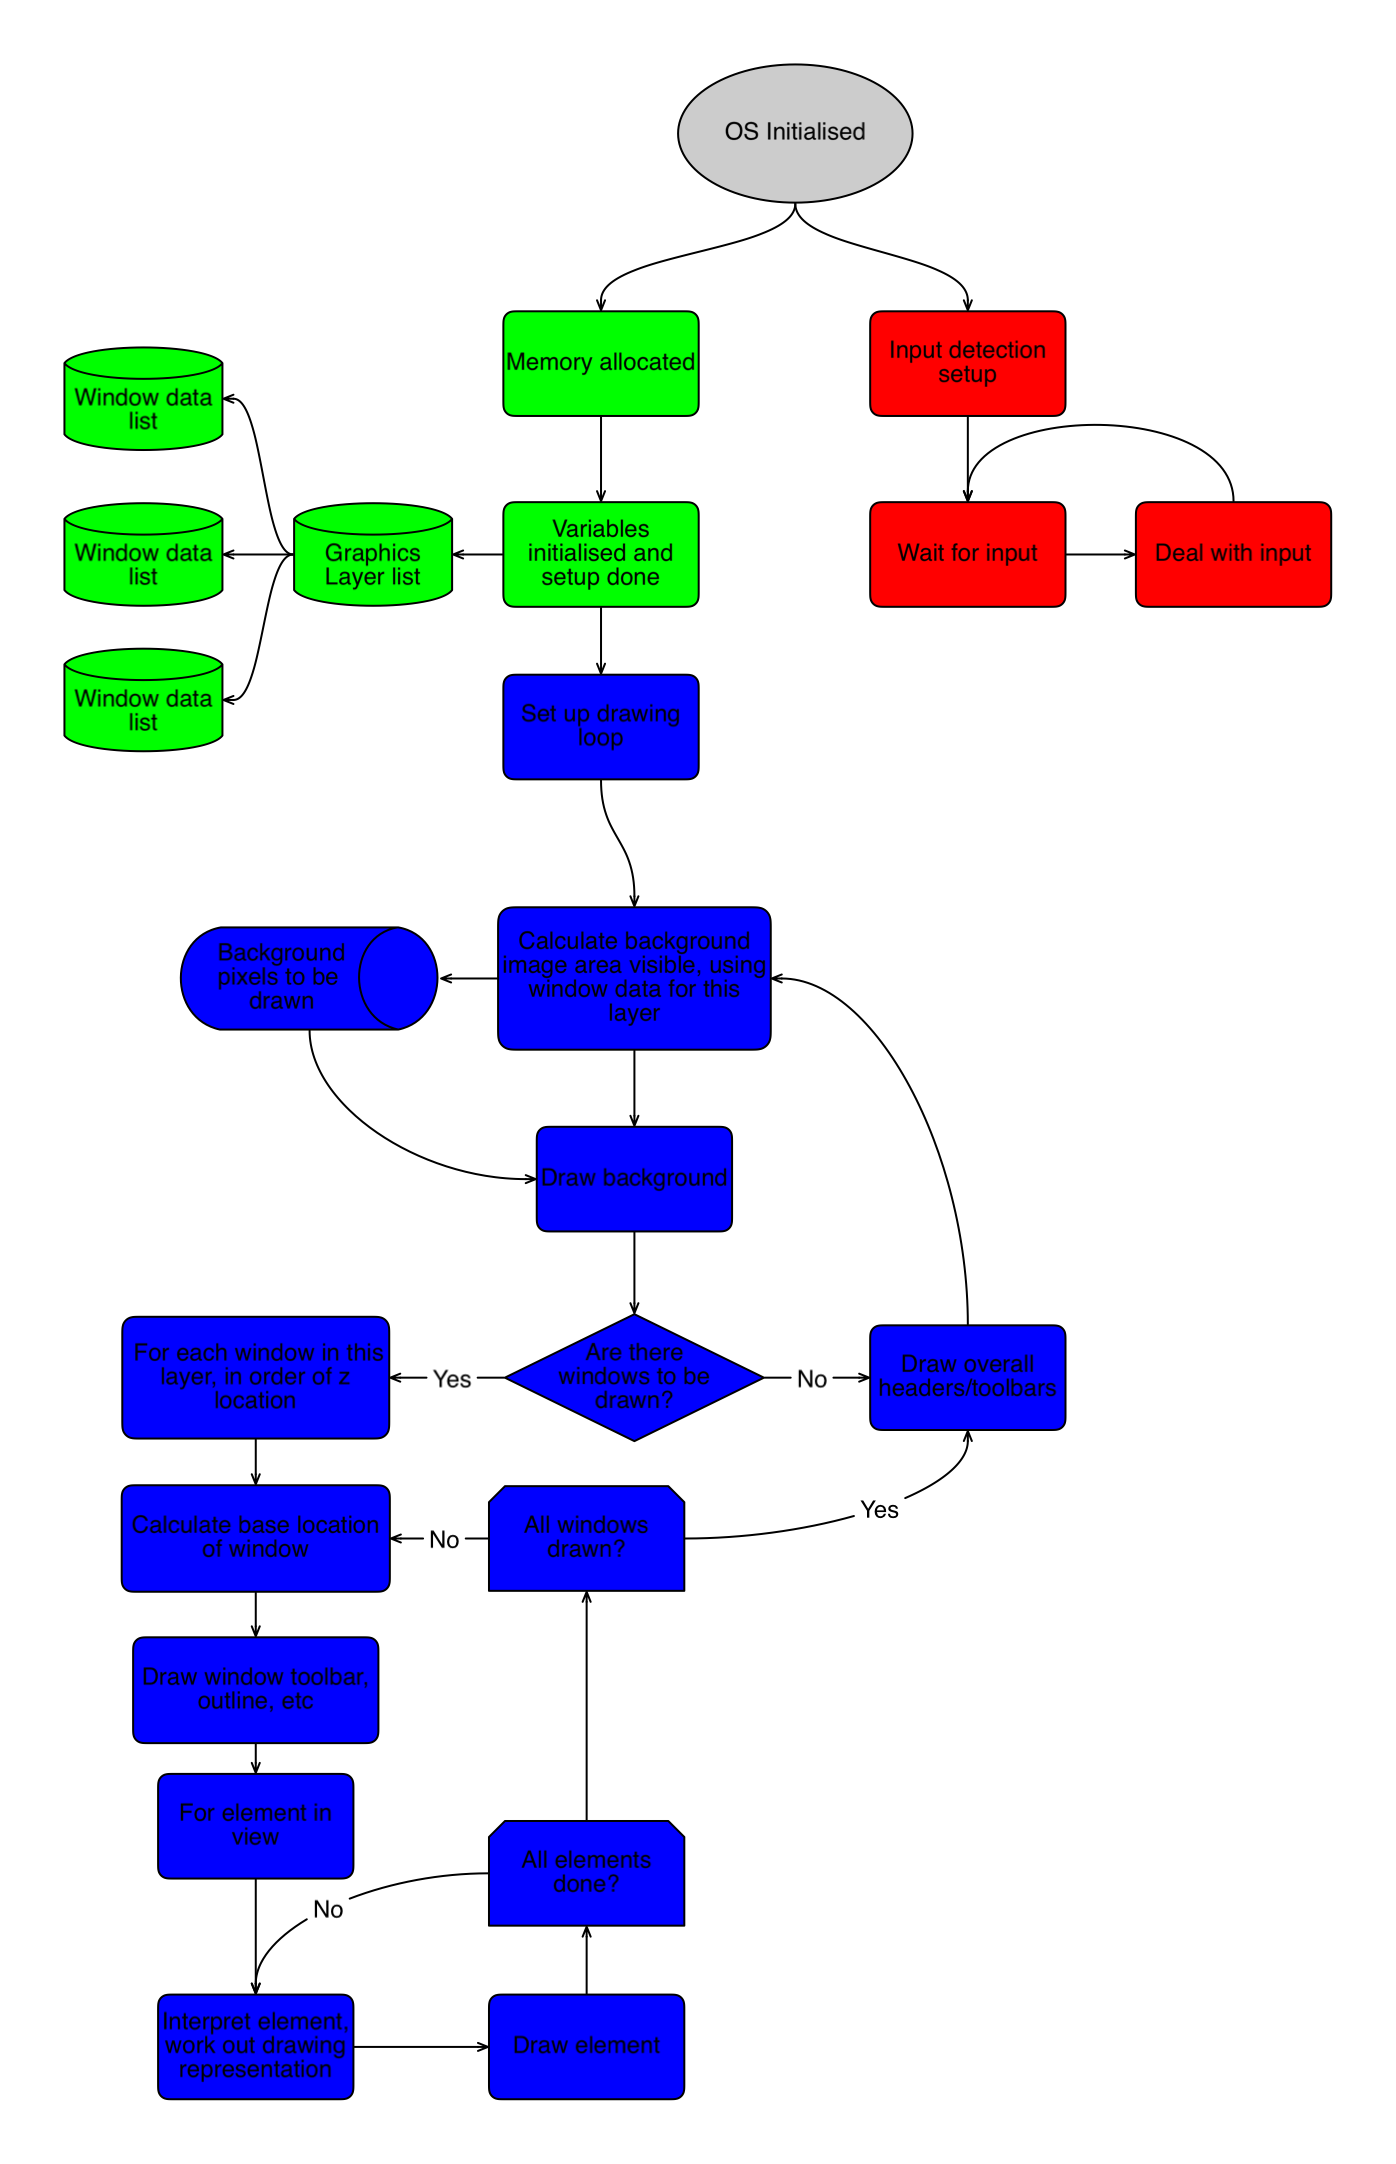 OS Initialised
Memory allocated
Input detection
setup
Window data
list
Variables
initialised and
setup done
Graphics
Layer list
Window data
list
Wait for input
Deal with input
Window data
list
Set up drawing
loop
Calculate background
image area visible, using
window data for this
layer
Background
pixels to be
drawn
Draw background
Are there
windows to be
drawn?
Yes
No
For each window in this
layer, in order of z
location
Draw overall
headers/toolbars
Calculate base location
of window
No
All windows
drawn?
Yes
Draw window toolbar,
outline, etc
For element in
view
All elements
done?
No
Interpret element,
work out drawing
representation
Draw element